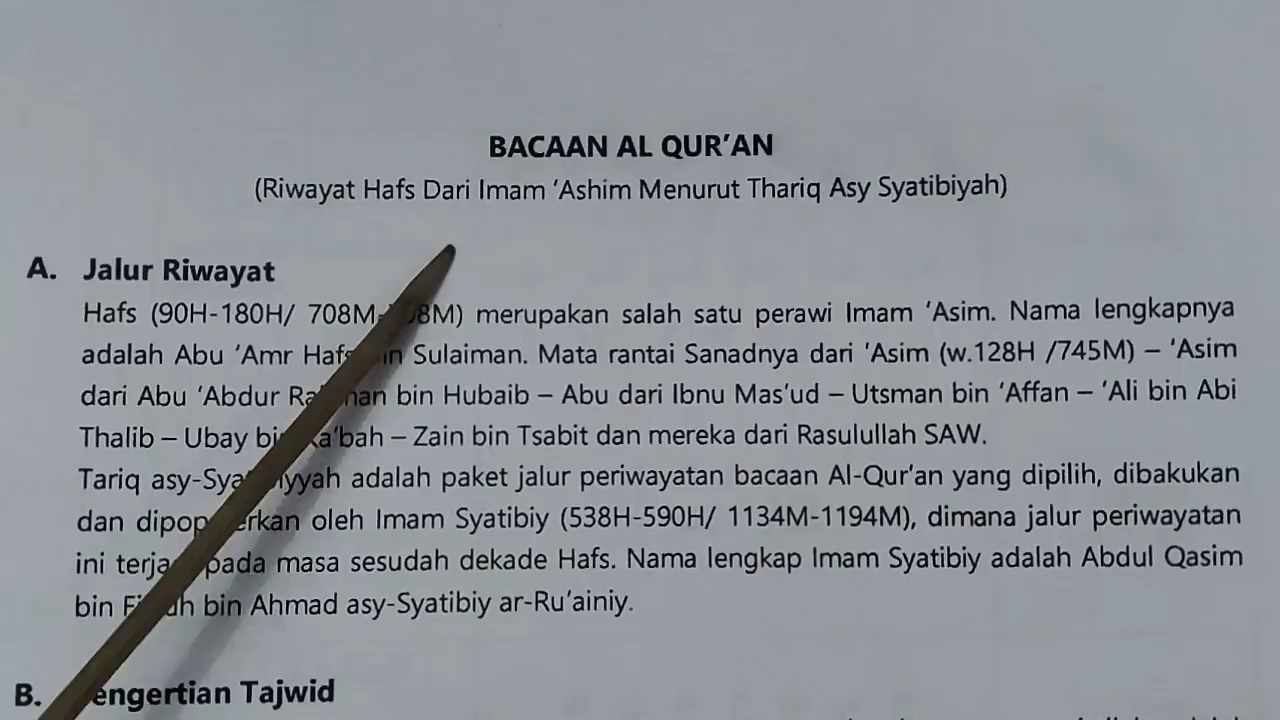 BACAAN AL QUR'AN
(Riwayat Hafs Dari Imam 'Ashim Menurut Thariq Asy Syatibiyah)
A. Jalur Riwayat
Hafs (90H-180H/ 708M- 8M) merupakan salah satu perawi Imam 'Asim. Nama lengkapnya
adalah Abu 'Amr Hafs Sulaiman. Mata rantai Sanadnya dari 'Asim (w.128H /745M) – 'Asim
dari Abu 'Abdur bin Hubaib – Abu dari Ibnu Mas'ud – Utsman bin 'Affan – 'Ali bin Abi
Thalib – Ubay Ka'bah – Zain bin Tsabit dan mereka dari Rasulullah SAW.
Tariq adalah paket jalur periwayatan bacaan Al-Qur'an yang dipilih, dibakukan
dan oleh Imam Syatibiy (538H-590H/ 1134M-1194M), dimana jalur periwayatan
ini pada masa sesudah dekade Hafs. Nama lengkap Imam Syatibiy adalah Abdul Qasim
bin bin Ahmad asy-Syatibiy ar-Ru'ainiy.
B. Pengertian Tajwid